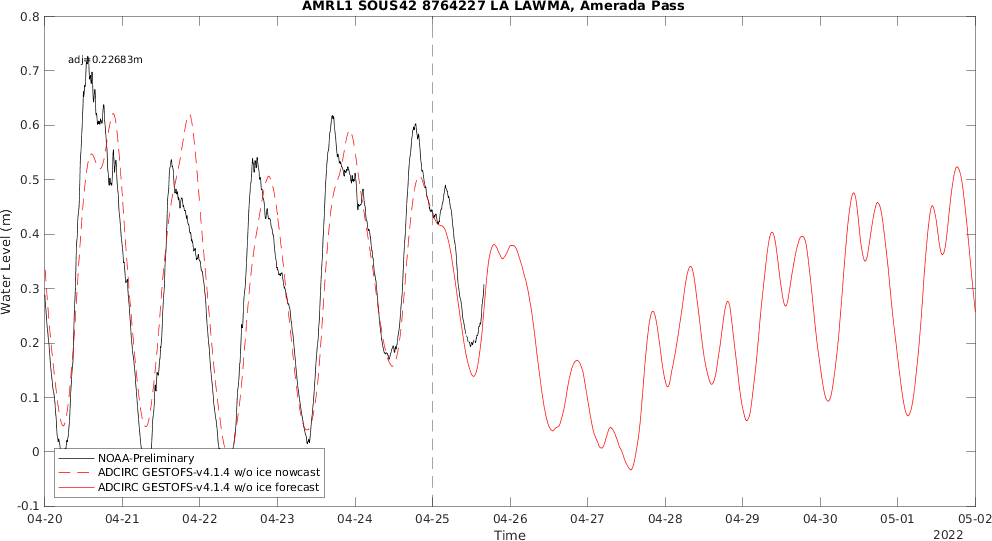 AMRL1 SOUS42 8764227 LA LAWMA, Amerada Pass
adj=0.22683m
Water Level (m)
0.8
0.7
0.6
0.5
0.4
0.3
0.2
0.1
0
-0.1
NOAA-Preliminary
ADCIRC GESTOFS-v4.1.4 w/o ice nowcast
ADCIRC GESTOFS-v4.1.4 w/o ice forecast
04-20 04-21 04-22 04-23 04-24 04-25 04-26 04-27 04-28 04-29 04-30 05-01 05-02
Time
2022